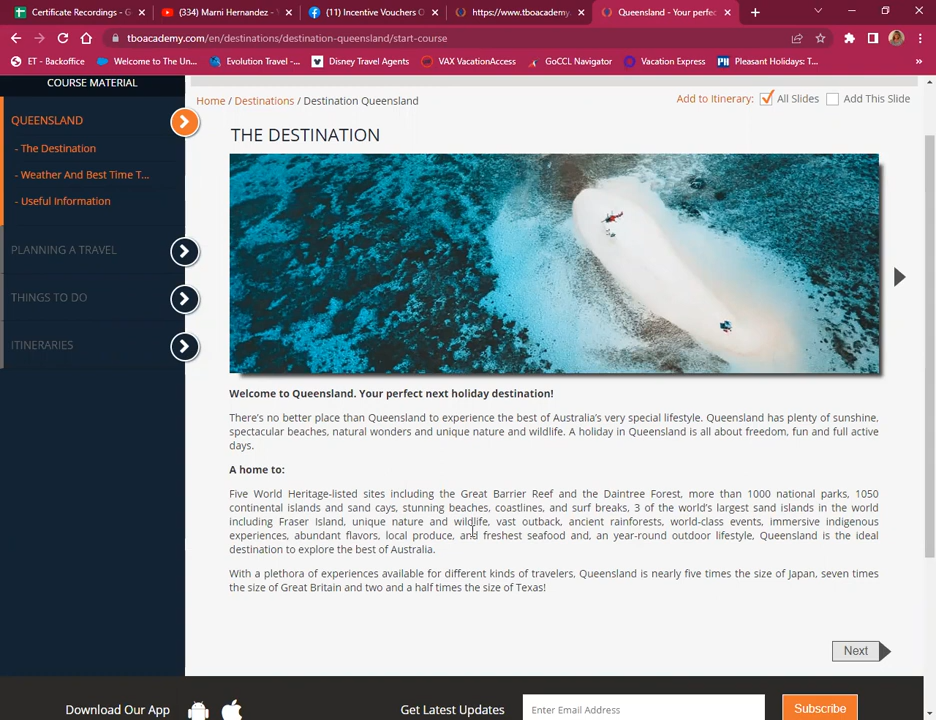 Certificate Recordings - G
(334) Marni Hernandez -
(11) Incentive Vouchers O
https://www.tboacademy.
Queensland - Your perfe
tboacademy.com/en/destinations/destination-queensland/start-course
ET - Backoffice
Welcome to The Un...
Evolution Travel -...
Disney Travel Agents
VAX VacationAccess
GoCCL Navigator
Vacation Express
Pleasant Holidays: T...
»
COURSE MATERIAL
QUEENSLAND
- The Destination
- Weather And Best Time T...
- Useful Information
PLANNING A TRAVEL
THINGS TO DO
ITINERARIES
Home / Destinations / Destination Queensland
Add to Itinerary: All Slides Add This Slide
THE DESTINATION
Welcome to Queensland. Your perfect next holiday destination!
There's no better place than Queensland to experience the best of Australia's very special lifestyle. Queensland has plenty of sunshine,
spectacular beaches, natural wonders and unique nature and wildlife. A holiday in Queensland is all about freedom, fun and full active
days.
A home to:
Five World Heritage-listed sites including the Great Barrier Reef and the Daintree Forest, more than 1000 national parks, 1050
continental islands and sand cays, stunning beaches, coastlines, and surf breaks, 3 of the world's largest sand islands in the world
including Fraser Island, unique nature and wildlife, vast outback, ancient rainforests, world-class events, immersive indigenous
experiences, abundant flavors, local produce, and freshest seafood and, an year-round outdoor lifestyle, Queensland is the ideal
destination to explore the best of Australia.
With a plethora of experiences available for different kinds of travelers, Queensland is nearly five times the size of Japan, seven times
the size of Great Britain and two and a half times the size of Texas!
Next
Download Our App
Get Latest Updates
Enter Email Address
Subscribe